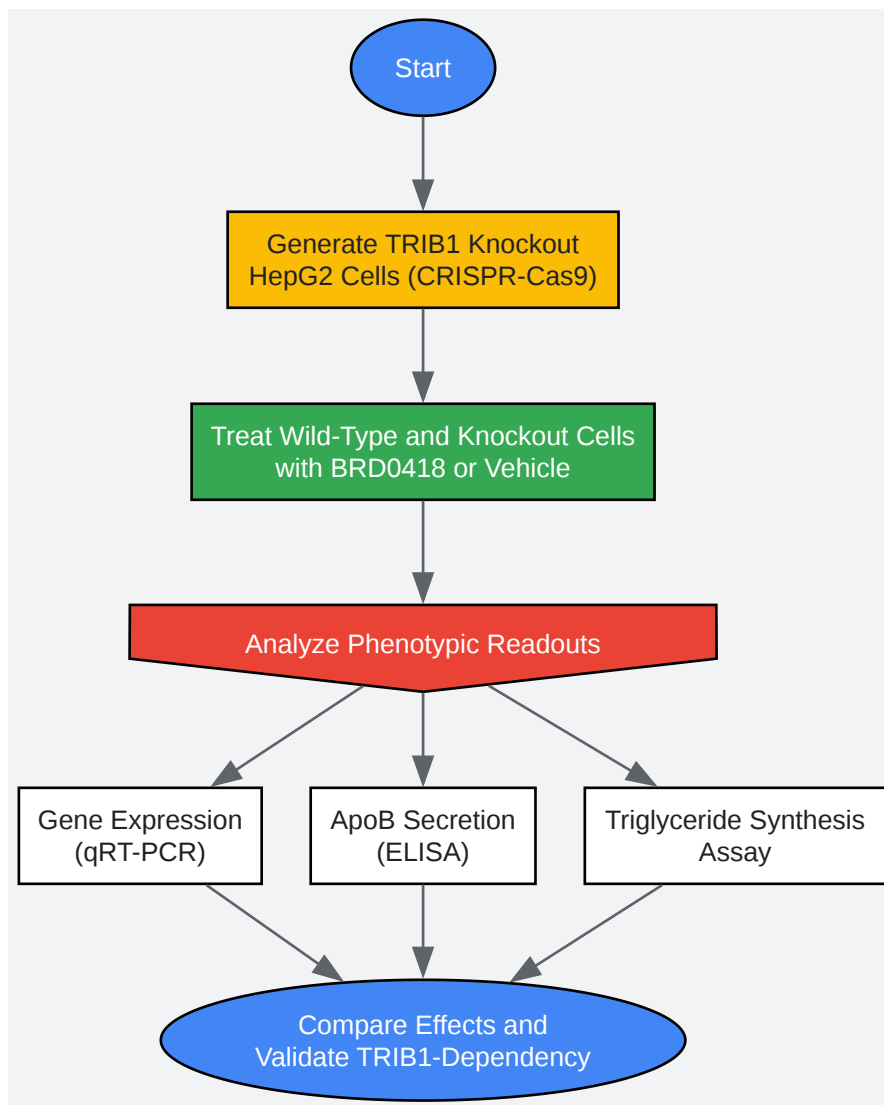 Start
Generate TRIB1 Knockout
HepG2 Cells (CRISPR-Cas9)
Treat Wild-Type and Knockout Cells
with BRD0418 or Vehicle
Analyze Phenotypic Readouts
Gene Expression
(qRT-PCR)
ApoB Secretion
(ELISA)
Triglyceride Synthesis
Assay
Compare Effects and
Validate TRIB1-Dependency